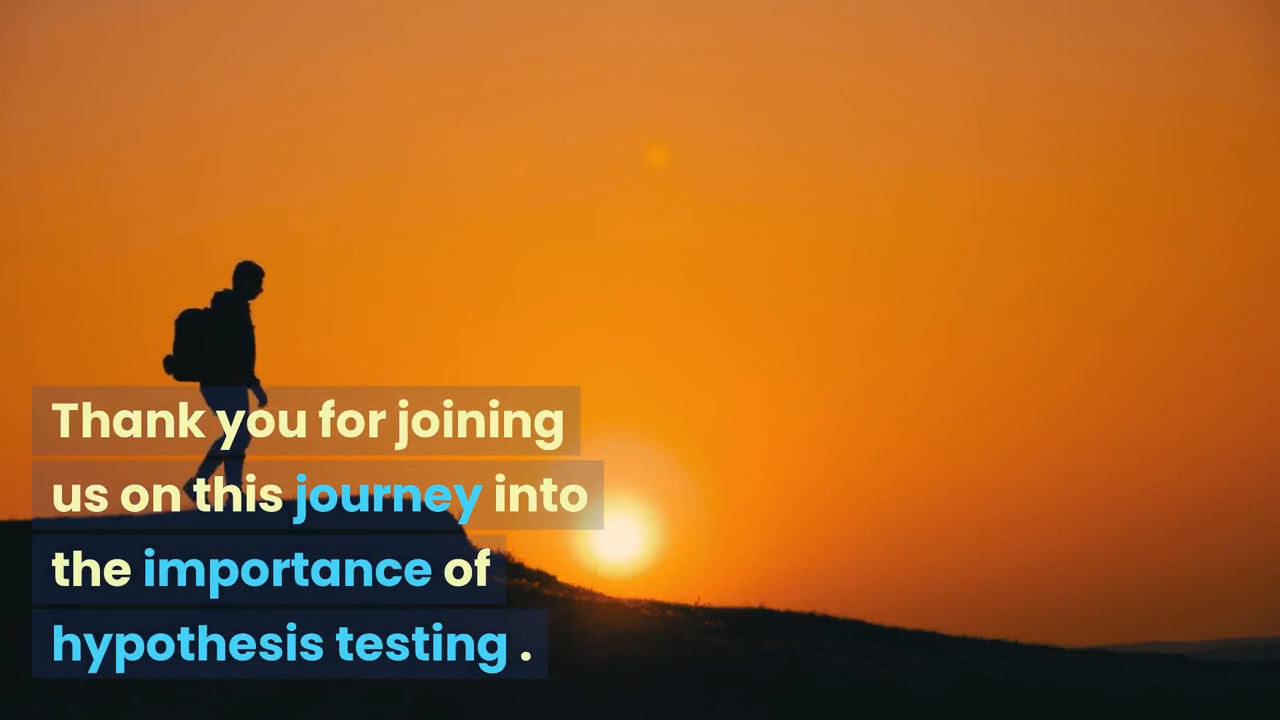 Thank you for joining
us on this journey into
the importance of
hypothesis testing .